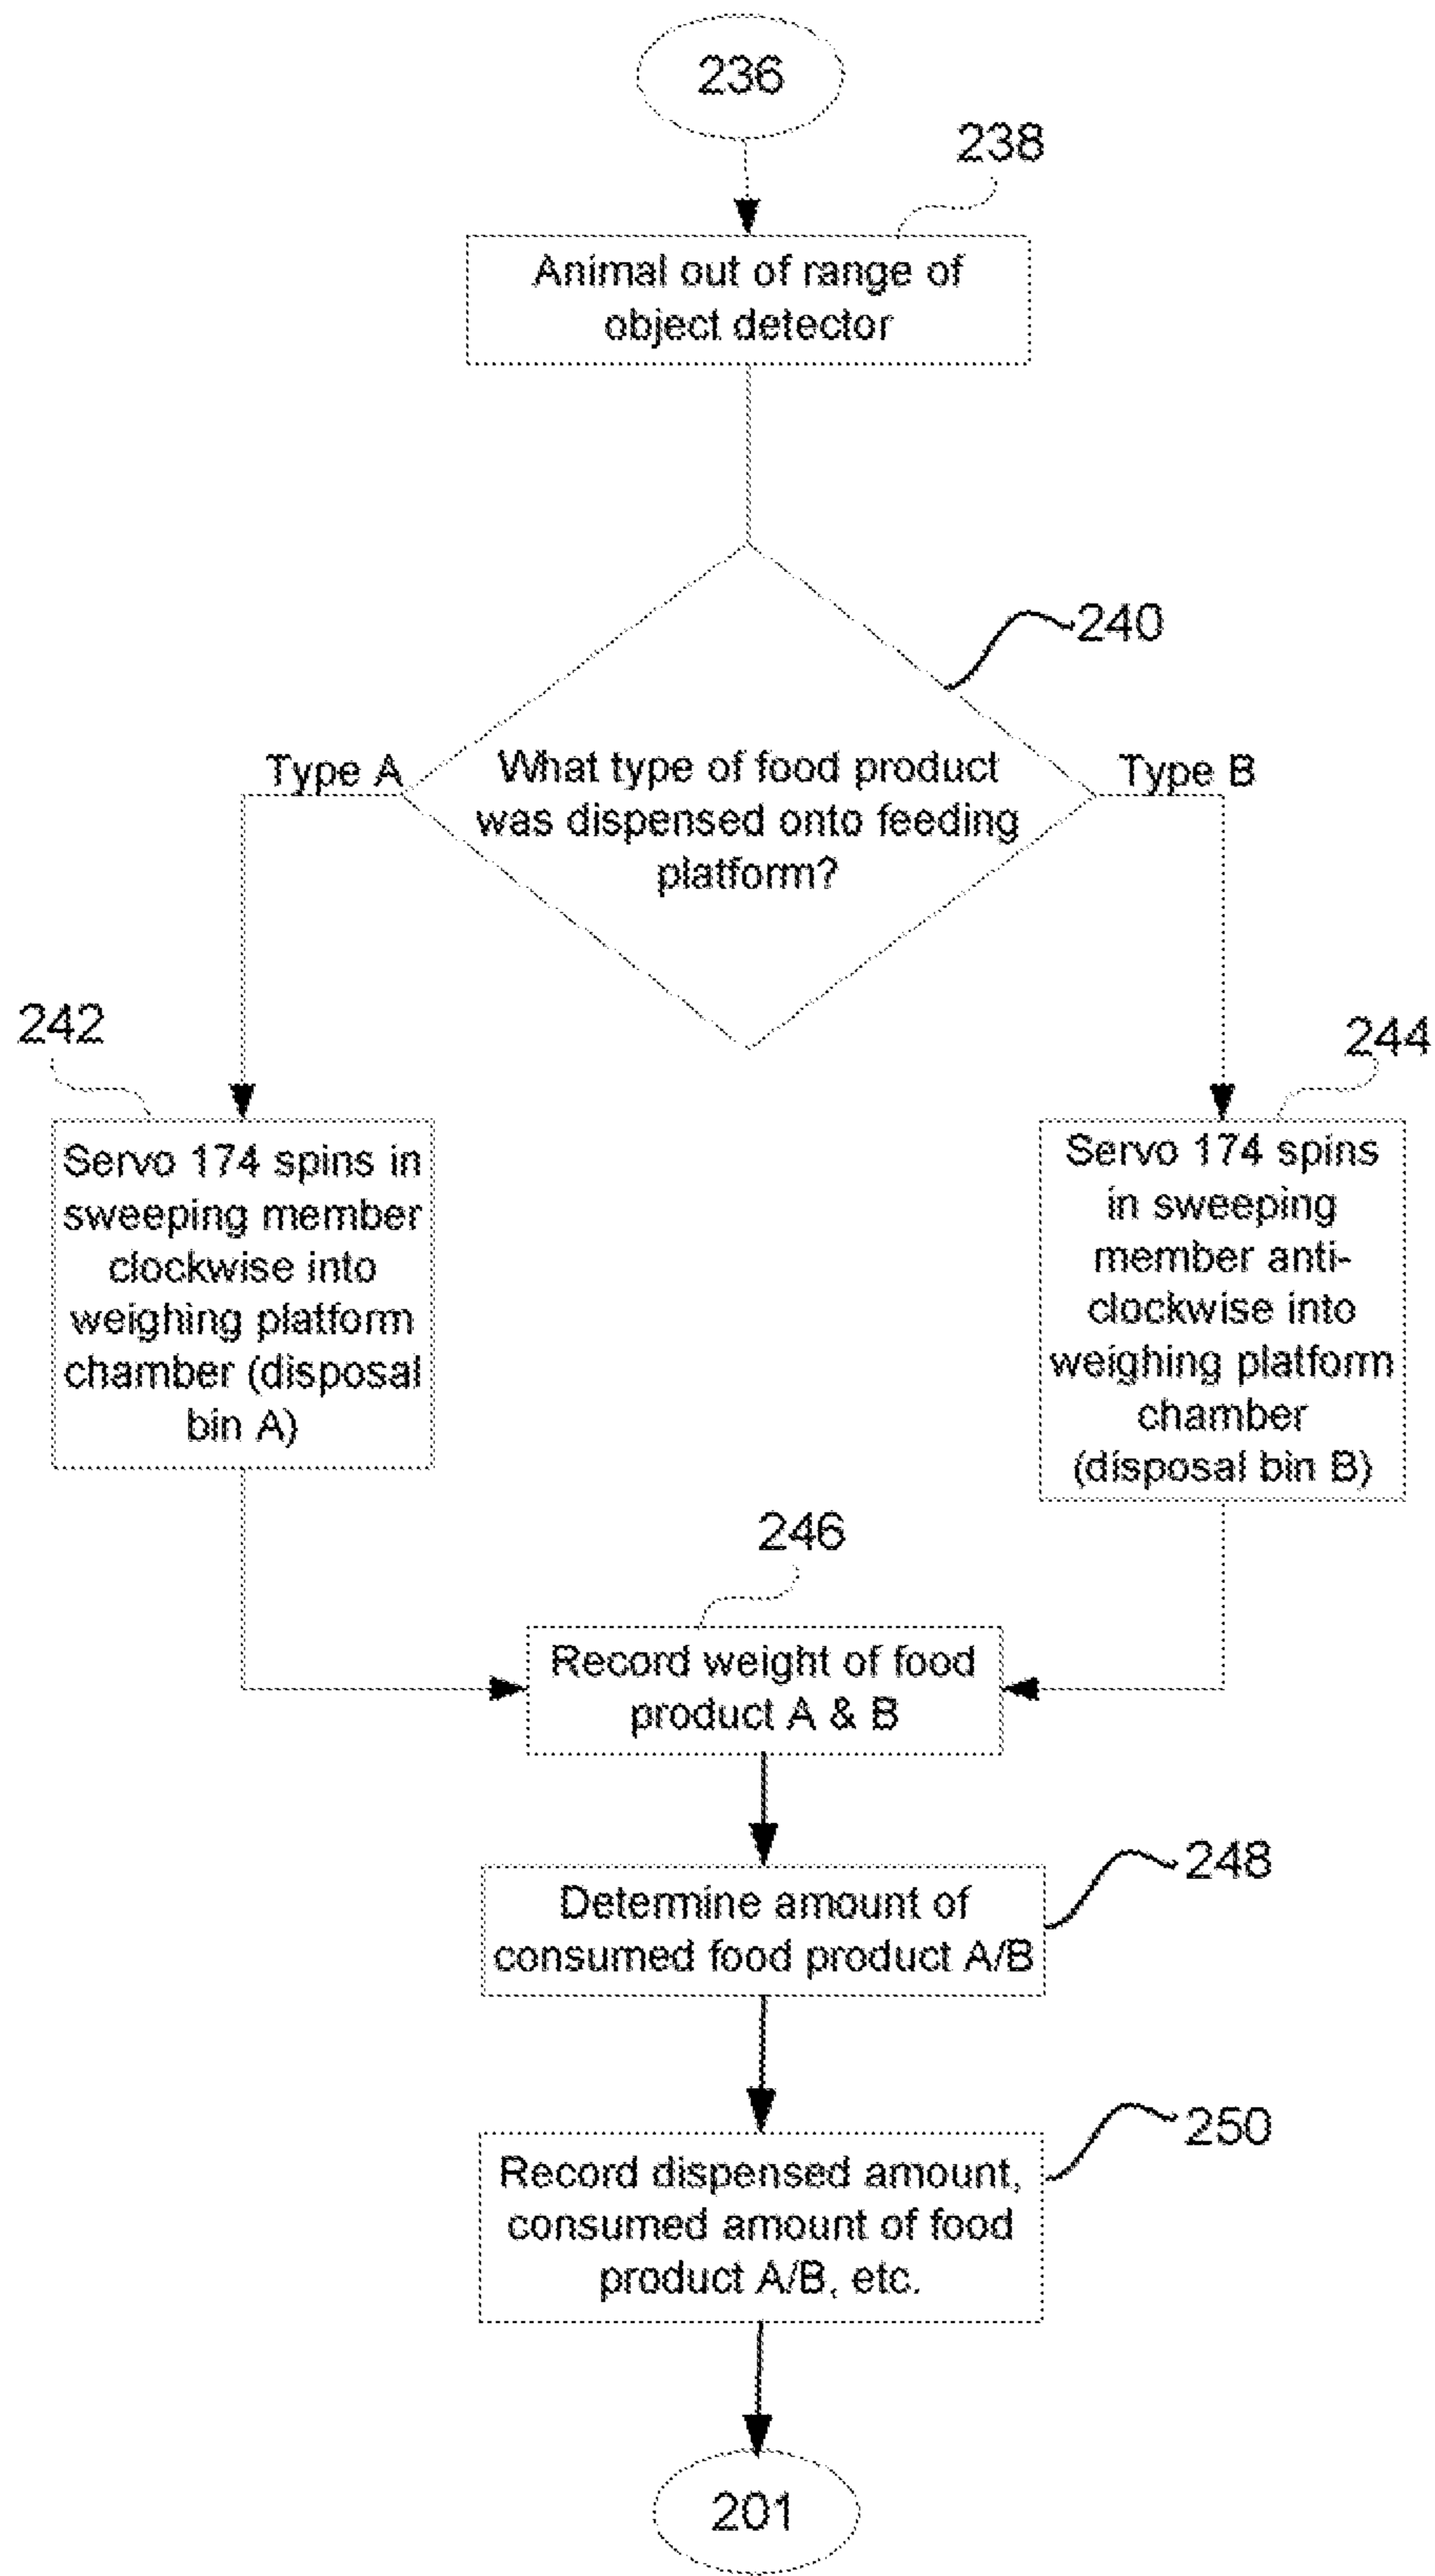 236
238
Animal out of range of
object detector
240
Type A
What type of food product
was dispensed onto feeding
platform?
Type B
242
Servo 174 spins in
sweeping member
clockwise into
weighing platform
chamber (disposal
bin A)
244
Servo 174 spins
in sweeping
member anti-
clockwise into
weighing platform
chamber
(disposal bin B)
246
Record weight of food
product A & B
248
Determine amount of
consumed food product A/B
250
Record dispensed amount,
consumed amount of food
product A/B, etc.
201